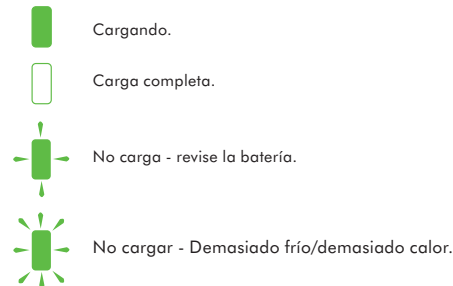 Cargando.
Carga completa.
No carga - revise la batería.
No cargar - Demasiado frío/demasiado calor.